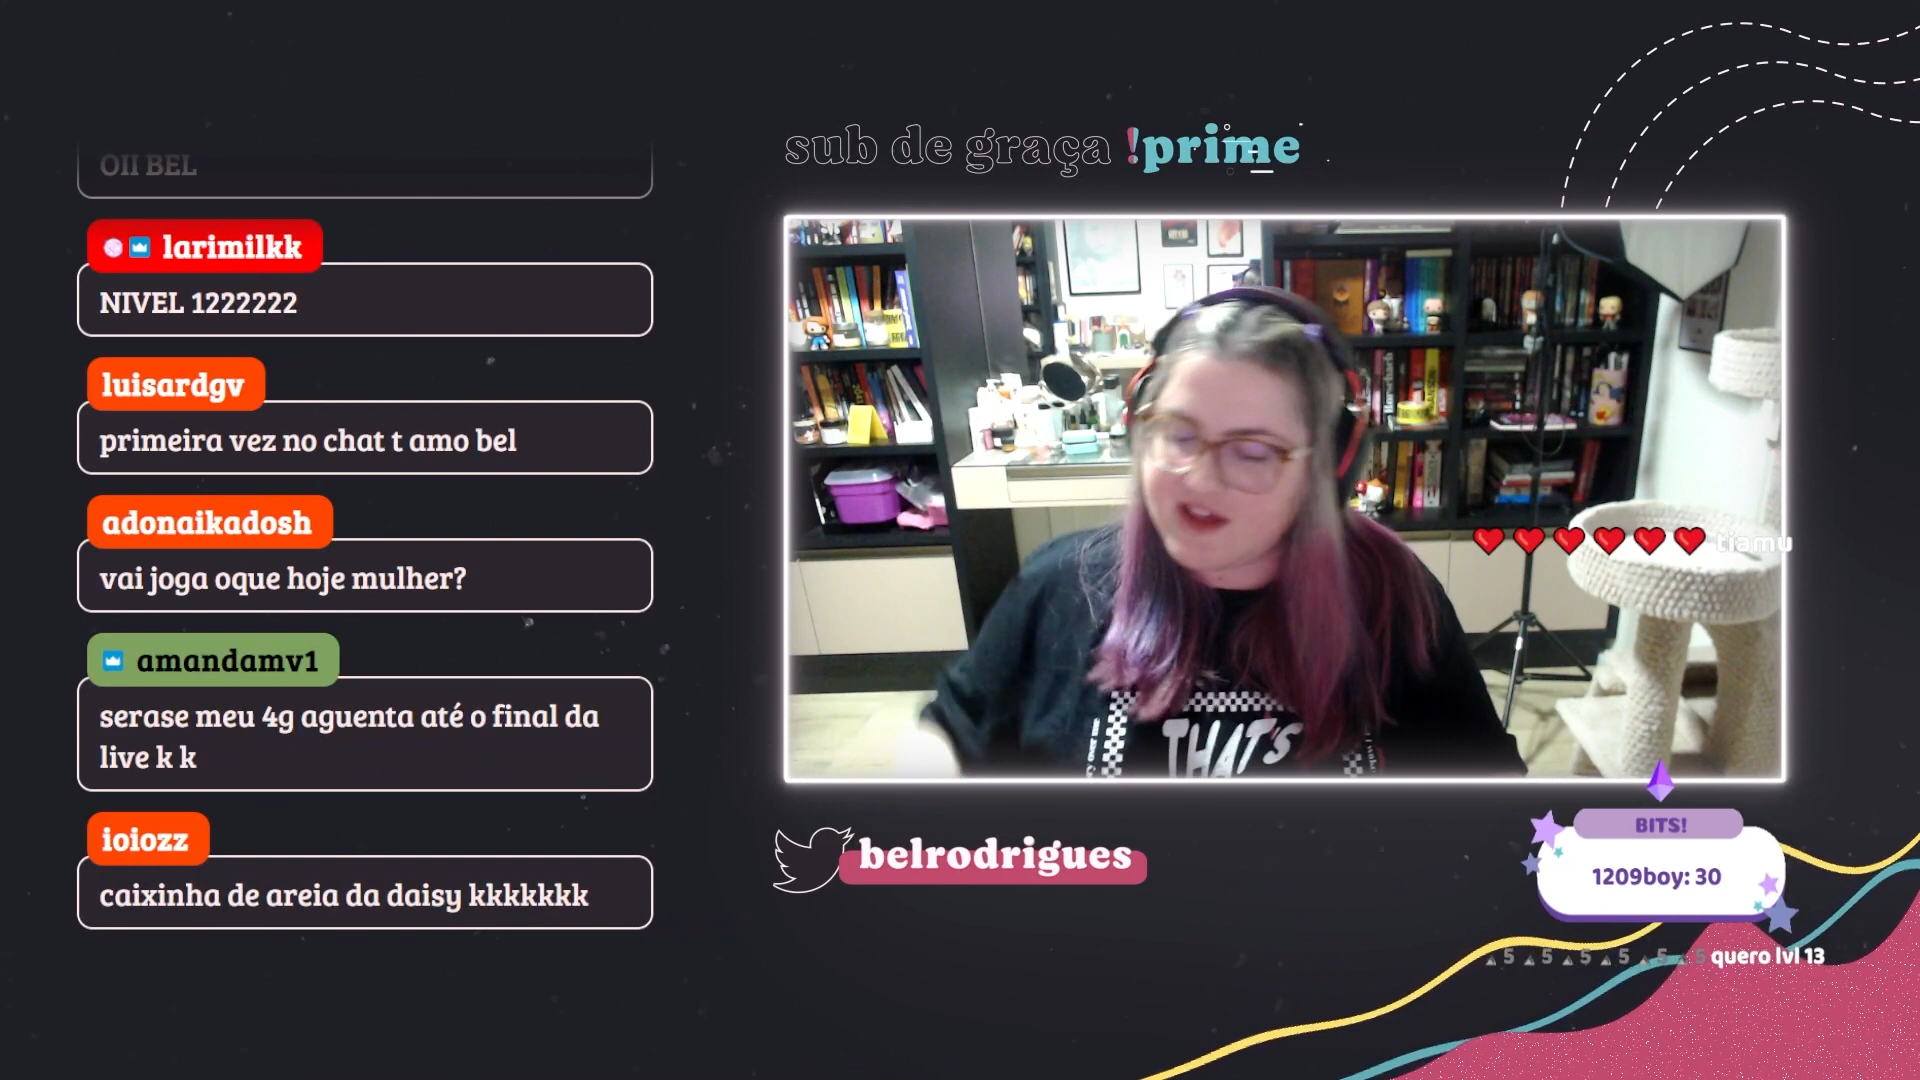 OII BEL
larimilkk
NIVEL 1222222
luisardgv
primeira vez no chat t amo bel
adonaikadosh
vai joga oque hoje mulher?
amandamv1
serase meu 4g aguenta até o final da
live k k
ioiozz
caixinha de areia da daisy kkkkkkk
sub de graça !prime
tiamu
THAT'S
belrodrigues
BITS!
1209boy: 30
5 5 5 5 5 5 quero lvl 13